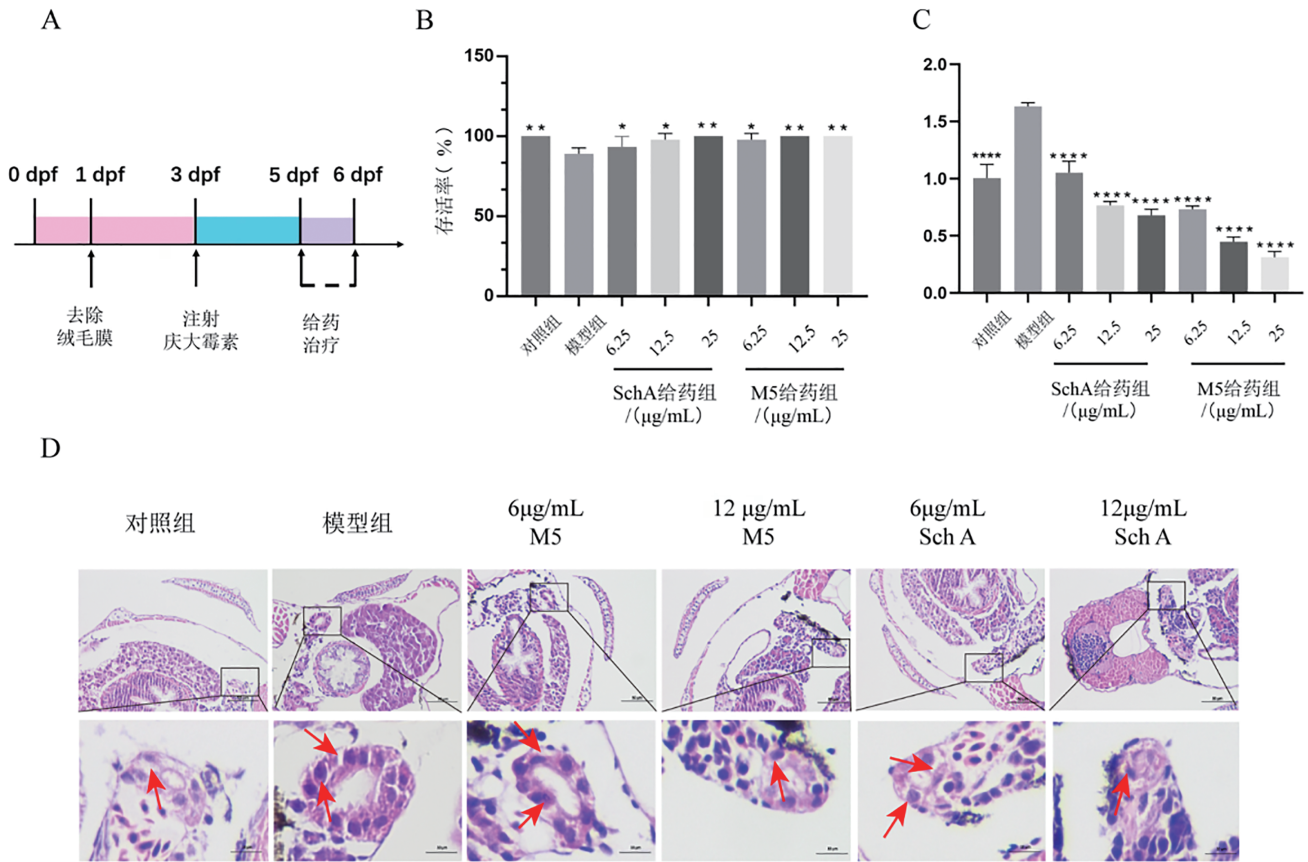 A
0 dpf 1 dpf 3 dpf 5 dpf 6 dpf
去除
绒毛膜
注射
庆大霉素
给药
治疗
B
存活率(%)
150
100
50
0
** * * ** * ** **
对照组 模型组 6.25 12.5 25 6.25 12.5 25
SchA给药组
/(μg/mL)
M5给药组
/(μg/mL)
C
2.0
1.5
1.0
0.5
0.0
**** **** **** **** **** **** ****
对照组 模型组 6.25 12.5 25 6.25 12.5 25
SchA给药组
/(μg/mL)
M5给药组
/(μg/mL)
D
对照组
模型组
6μg/mL
M5
12 μg/mL
M5
6μg/mL
Sch A
12μg/mL
Sch A